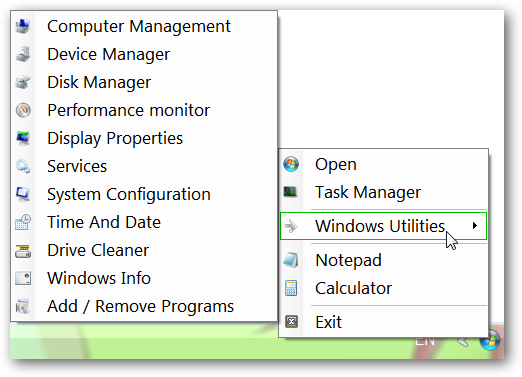 Computer Management
Device Manager
Disk Manager
Performance monitor
Display Properties
Services
System Configuration
Time And Date
Drive Cleaner
Windows Info
Add / Remove Programs
Open
Task Manager
Windows Utilities
Notepad
Calculator
Exit
EN